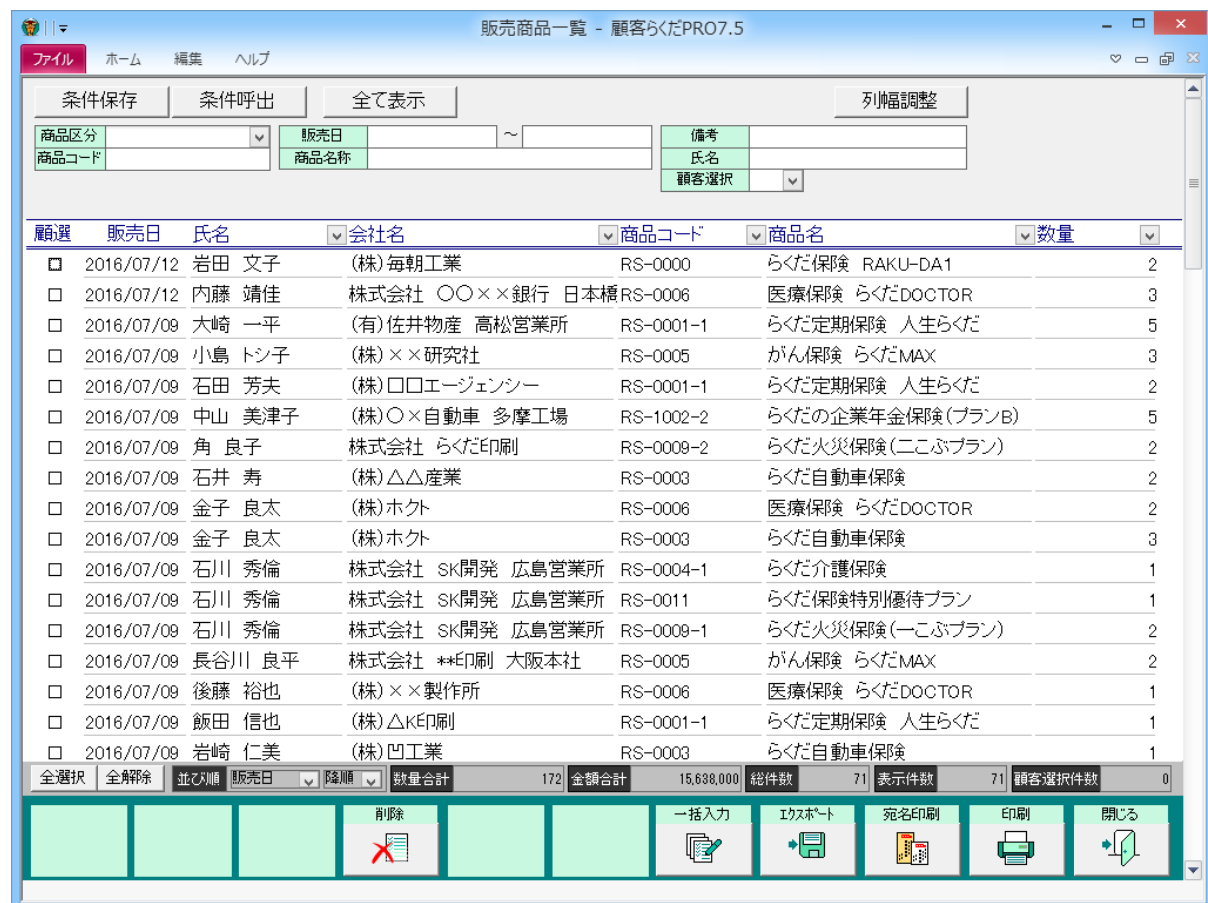 販売商品一覧 - 顧客らくだPRO7.5
ファイル ホーム 編集 ヘルプ
条件保存 条件呼出 全て表示 列幅調整
商品区分 販売日 ～ 備考
商品コード 商品名称 氏名
顧客選択
顧選 販売日 氏名 会社名 商品コード 商品名 数量
2016/07/12 岩田 文子 (株)毎朝工業 RS-0000 らくだ保険 RAKU-DA1 2
2016/07/12 内藤 靖佳 株式会社 〇〇××銀行 日本橋 RS-0006 医療保険 らくだDOCTOR 3
2016/07/09 大崎 一平 (有)佐井物産 高松営業所 RS-0001-1 らくだ定期保険 人生らくだ 5
2016/07/09 小島 トシ子 (株)××研究社 RS-0005 がん保険 らくだMAX 3
2016/07/09 石田 芳夫 (株)口口エージェンシー RS-0001-1 らくだ定期保険 人生らくだ 2
2016/07/09 中山 美津子 (株)〇×自動車 多摩工場 RS-1002-2 らくだの企業年金保険(プランB) 5
2016/07/09 角 良子 株式会社 らくだ印刷 RS-0009-2 らくだ火災保険(二こぶプラン) 2
2016/07/09 石井 寿 (株)△△産業 RS-0003 らくだ自動車保険 2
2016/07/09 金子 良太 (株)ホクト RS-0006 医療保険 らくだDOCTOR 2
2016/07/09 金子 良太 (株)ホクト RS-0003 らくだ自動車保険 3
2016/07/09 石川 秀倫 株式会社 SK開発 広島営業所 RS-0004-1 らくだ介護保険 1
2016/07/09 石川 秀倫 株式会社 SK開発 広島営業所 RS-0011 らくだ保険特別優待プラン 1
2016/07/09 石川 秀倫 株式会社 SK開発 広島営業所 RS-0009-1 らくだ火災保険(一こぶプラン) 2
2016/07/09 長谷川 良平 株式会社 **印刷 大阪本社 RS-0005 がん保険 らくだMAX 2
2016/07/09 後藤 裕也 (株)××製作所 RS-0006 医療保険 らくだDOCTOR 1
2016/07/09 飯田 信也 (株)△K印刷 RS-0001-1 らくだ定期保険 人生らくだ 1
2016/07/09 岩崎 仁美 (株)凹工業 RS-0003 らくだ自動車保険 1
全選択 全解除 並び順 販売日 降順 数量合計 172 金額合計 15,638,000 総件数 71 表示件数 71 顧客選択件数 0
削除 一括入力 エクスポート 宛名印刷 印刷 閉じる